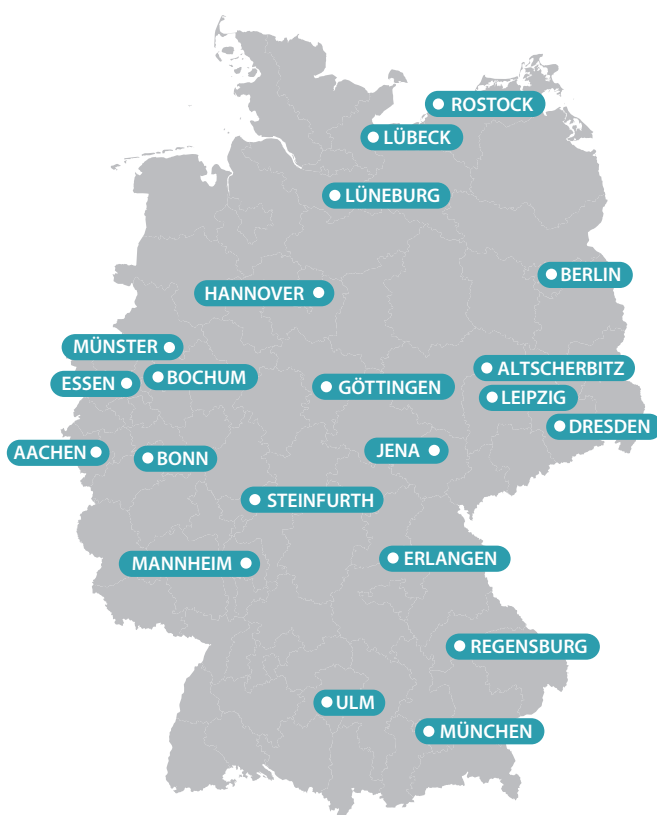 ROSTOCK
LÜBECK
LÜNEBURG
BERLIN
HANNOVER
MÜNSTER
ALTSCHERBITZ
BOCHUM
ESSEN
GÖTTINGEN
LEIPZIG
DRESDEN
JENA
AACHEN
BONN
STEINFURTH
ERLANGEN
MANNHEIM
REGENSBURG
ULM
MÜNCHEN